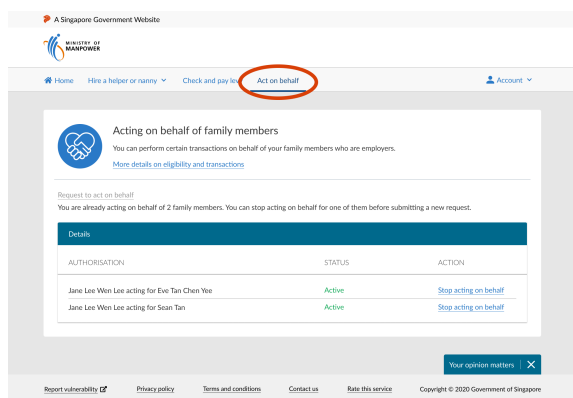 A Singapore Government Website
MINISTRY OF
MANPOWER
Home Hire a helper or nanny Check and pay lev Act on behalf Account
Acting on behalf of family members
You can perform certain transactions on behalf of your family members who are employers.
More details on eligibility and transactions
Request to act on behalf
You are already acting on behalf of 2 family members. You can stop acting on behalf for one of them before submitting a new request.
Details
AUTHORISATION STATUS ACTION
Jane Lee Wen Lee acting for Eve Tan Chen Yee Active Stop acting on behalf
Jane Lee Wen Lee acting for Sean Tan Active Stop acting on behalf
Your opinion matters
Report vulnerability Privacy policy Terms and conditions Contact us Rate this service Copyright © 2020 Government of Singapore